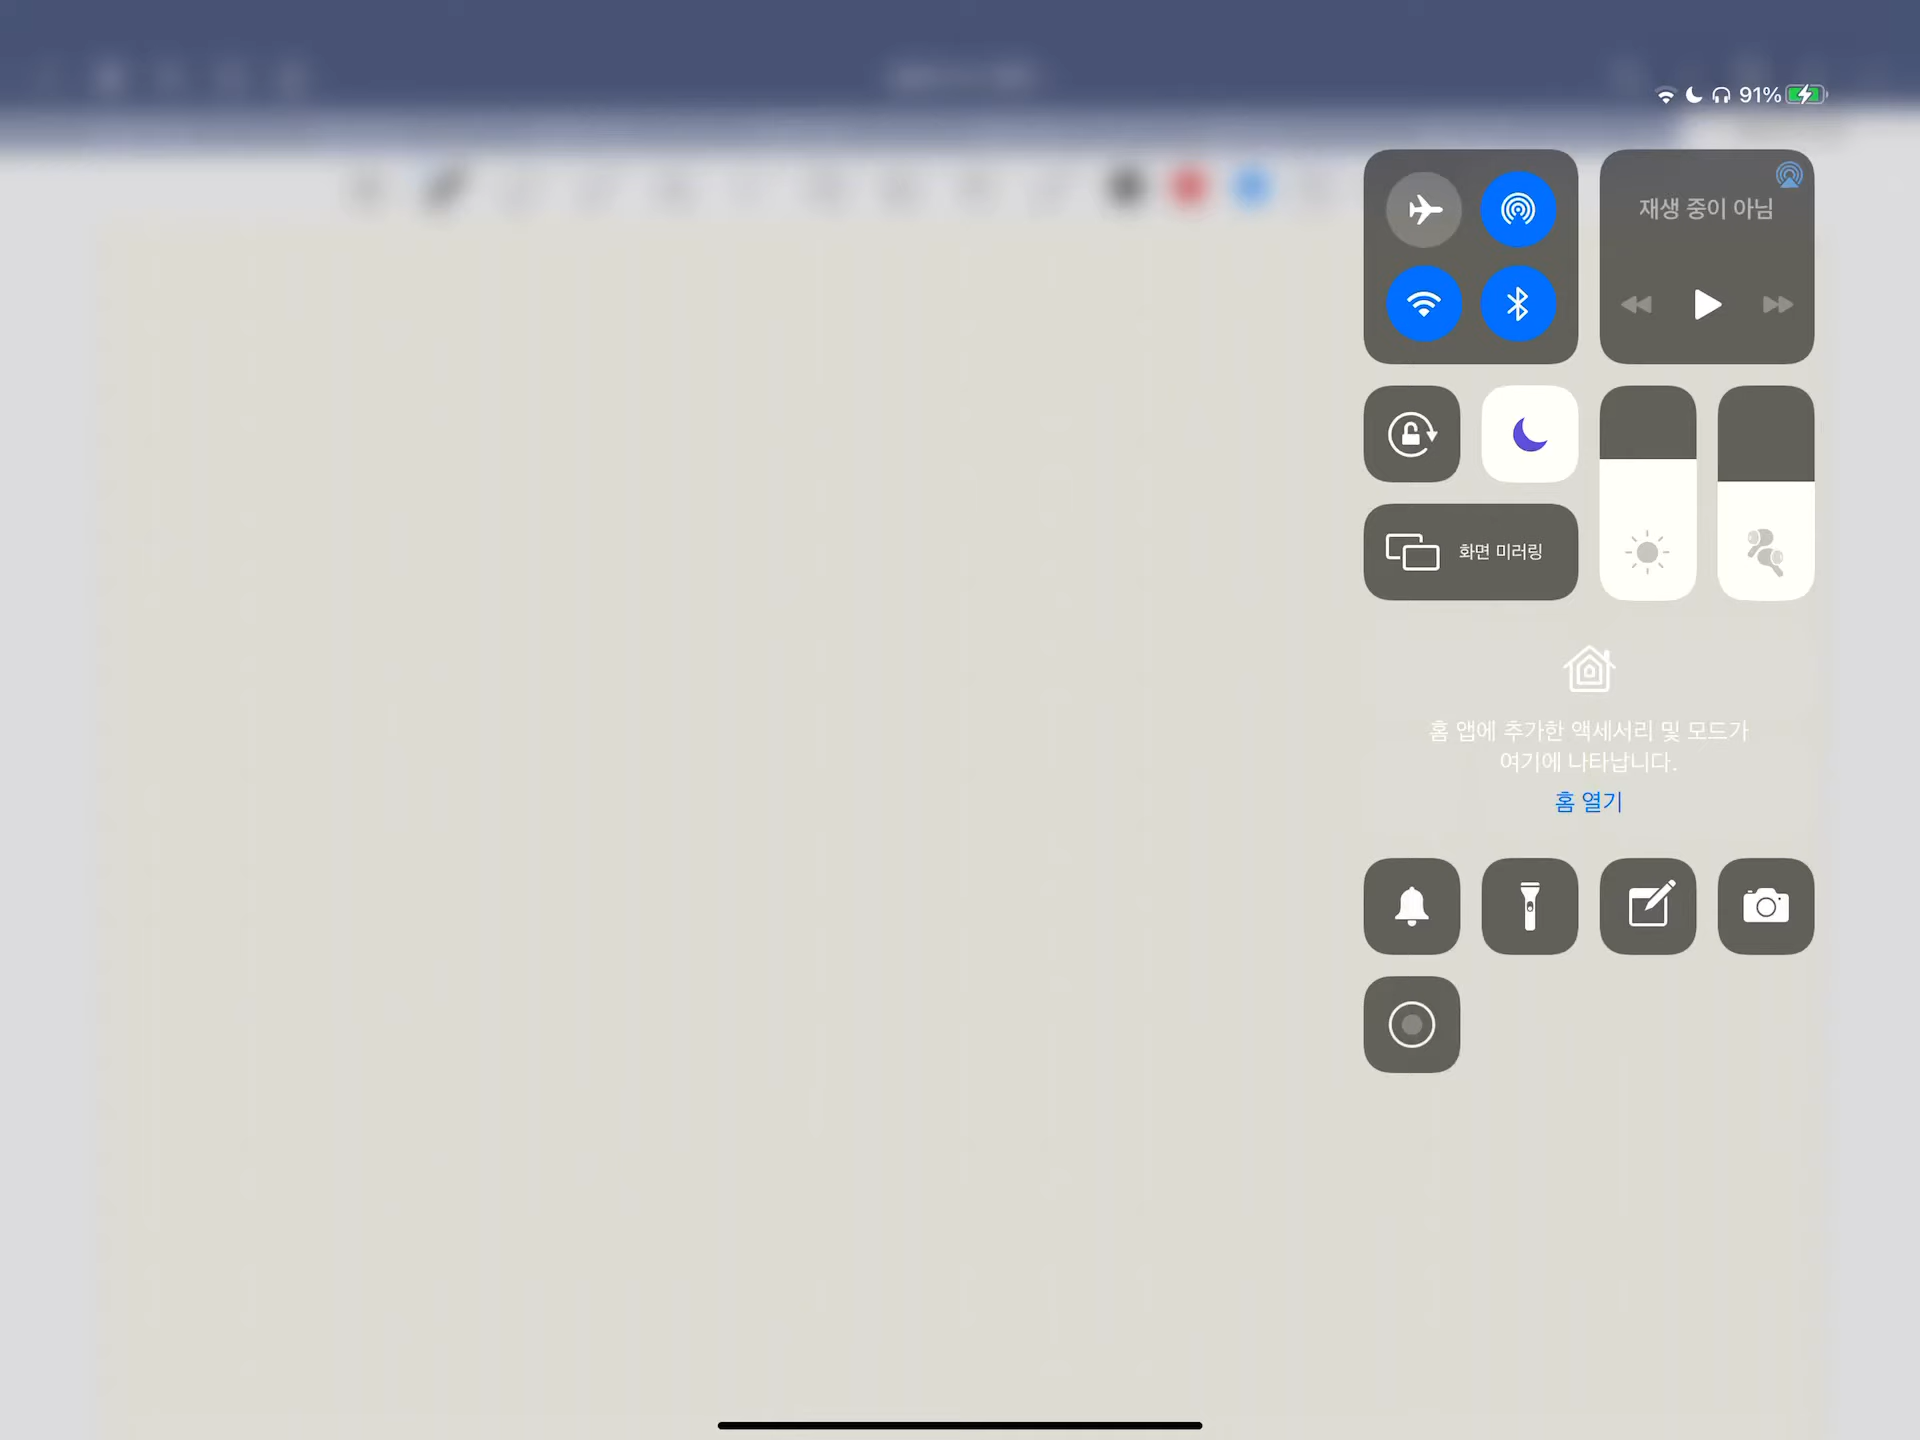 91%
재생 중이 아님
화면 미러링
홈 앱에 추가한 액세서리 및 모드가
여기에 나타납니다.
홈 열기